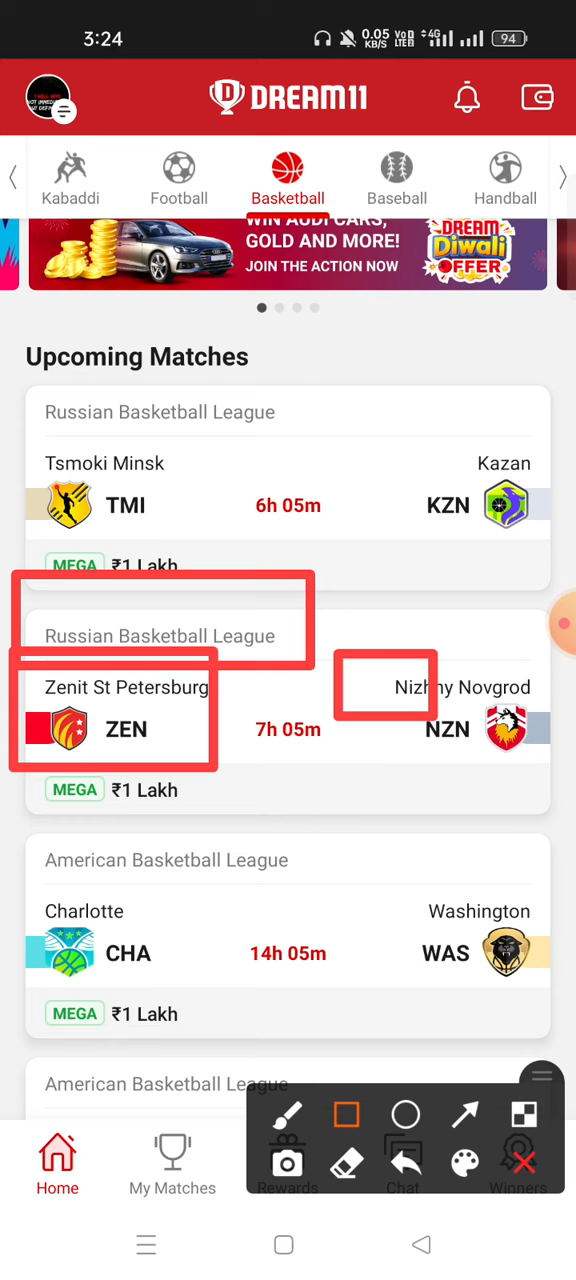 3:24
0.05 KB/S
Vo) LTE
4G
94
DREAM11
Kabaddi
Football
Basketball
Baseball
Handball
WIN AUDI CARS,
GOLD AND MORE!
JOIN THE ACTION NOW
DREAM
Diwali
OFFER
Upcoming Matches
Russian Basketball League
Tsmoki Minsk
Kazan
TMI
6h 05m
KZN
MEGA ₹1 Lakh
Russian Basketball League
Zenit St Petersburg
Nizhny Novgrod
ZEN
7h 05m
NZN
MEGA ₹1 Lakh
American Basketball League
Charlotte
Washington
CHA
14h 05m
WAS
MEGA ₹1 Lakh
American Basketball League
Home
My Matches
Rewards
Chat
Winners